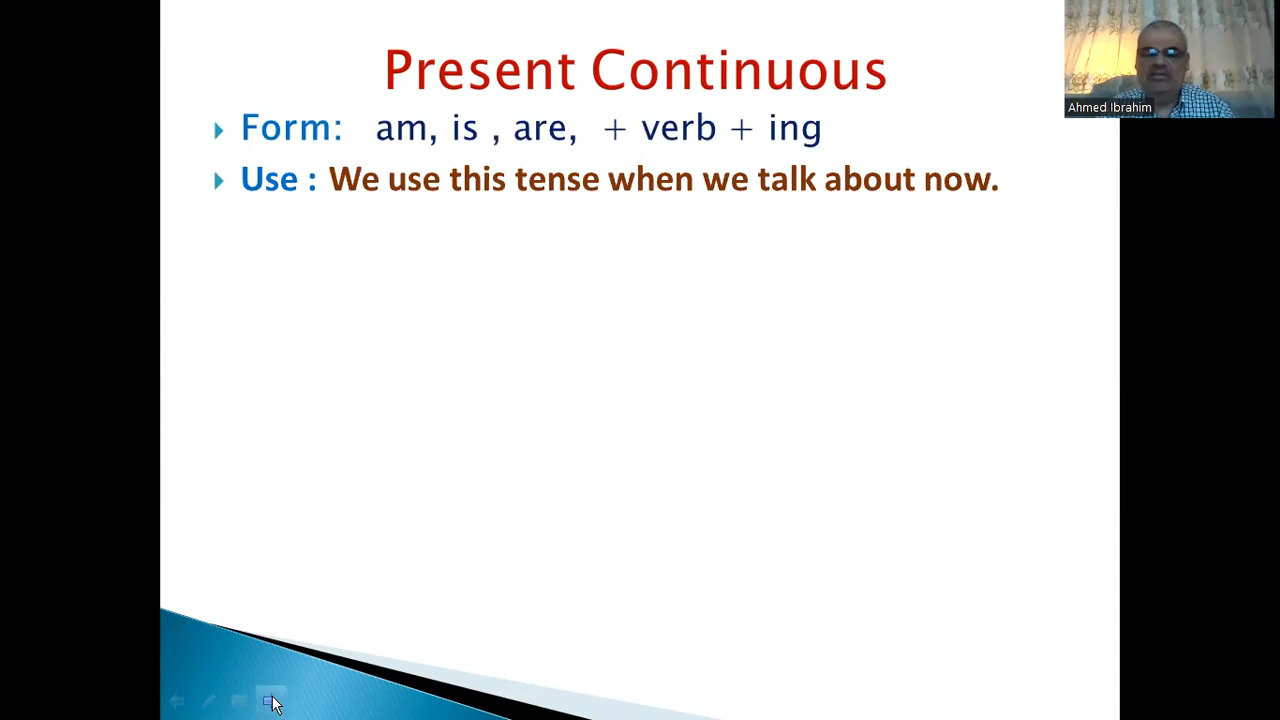 Present Continuous
Form: am, is , are, + verb + ing
Use : We use this tense when we talk about now.
Ahmed Ibrahim